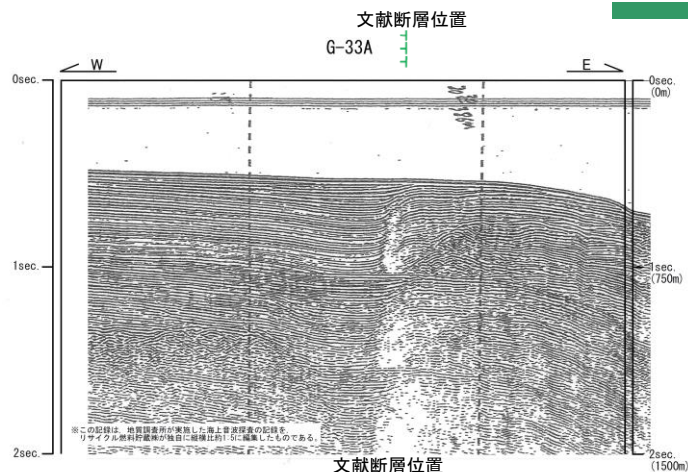 文献断層位置
G-33A
W
E
0sec.
0sec.
(0m)
1sec.
1sec.
(750m)
※この記録は、地質調査所が実施した海上音波探査の記録を、
リサイクル燃料貯蔵㈱が独自に縦横比約1:5に編集したものである。
2sec.
2sec.
(1500m)
文献断層位置